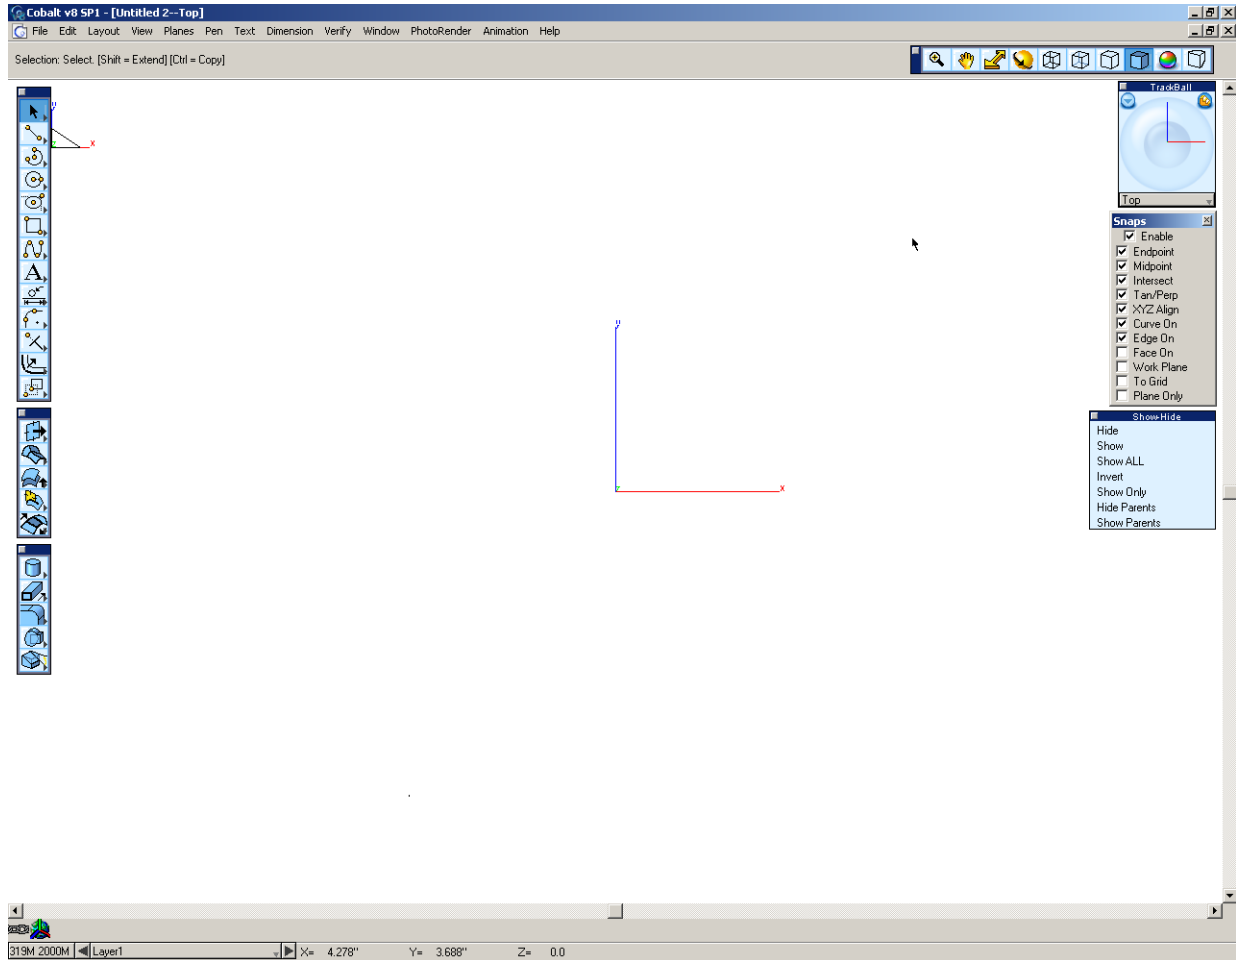 Cobalt v8 SP1 - [Untitled 2--Top]
File Edit Layout View Planes Pen Text Dimension Verify Window PhotoRender Animation Help
Selection: Select. [Shift = Extend] [Ctrl = Copy]
TrackBall
y
x
z
A
Top
Snaps
Enable
Endpoint
Midpoint
Intersect
Tan/Perp
XYZ Align
Curve On
Edge On
Face On
Work Plane
To Grid
Plane Only
y
x
z
Show-Hide
Hide
Show
Show ALL
Invert
Show Only
Hide Parents
Show Parents
319M 2000M Layer1 X= 4.278" Y= 3.688" Z= 0.0